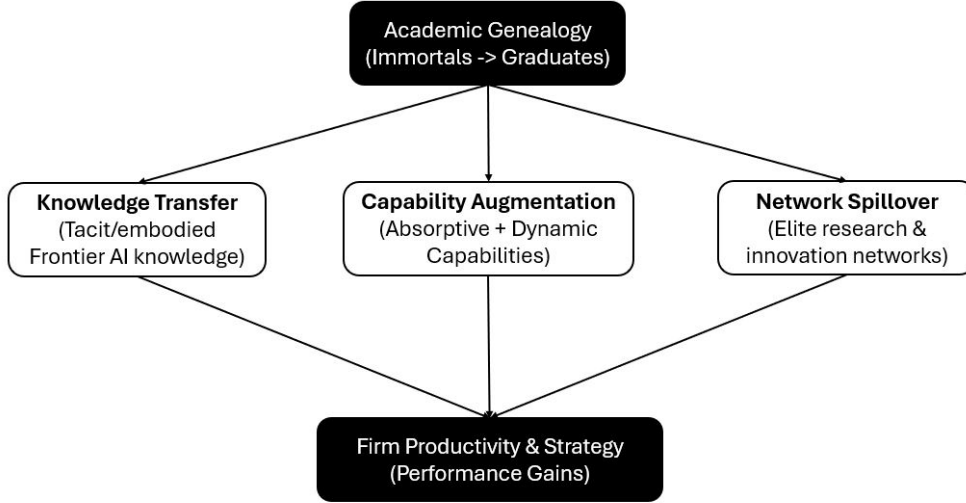 Academic Genealogy
(Immortals -> Graduates)
Knowledge Transfer
(Tacit/embodied
Frontier AI knowledge)
Capability Augmentation
(Absorptive + Dynamic
Capabilities)
Network Spillover
(Elite research &
innovation networks)
Firm Productivity & Strategy
(Performance Gains)